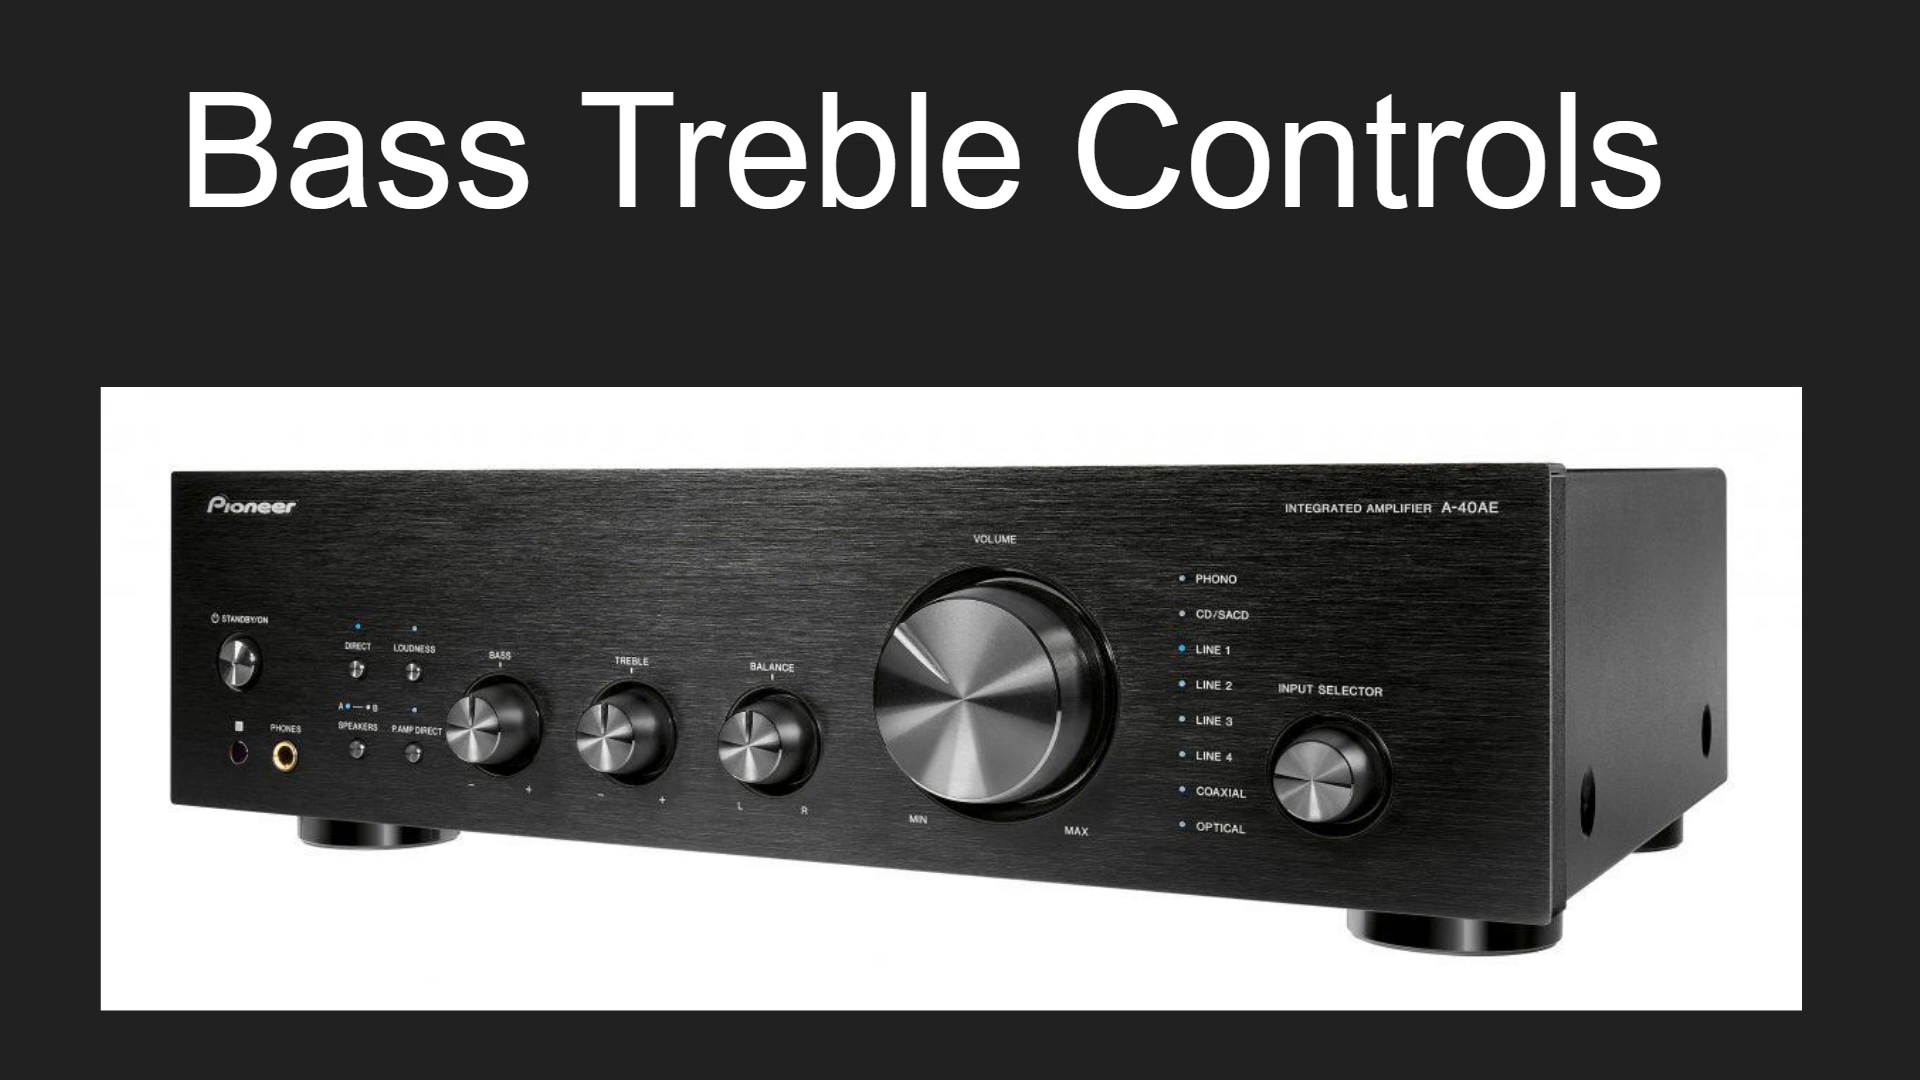 Bass Treble Controls
Pioneer
INTEGRATED AMPLIFIER A-40AE
VOLUME
STANDBY/ON
DIRECT
LOUDNESS
BASS
TREBLE
BALANCE
A B
SPEAKERS
P.AMP DIRECT
PHONES
- +
- +
L R
MIN MAX
PHONO
CD/SACD
LINE 1
LINE 2
LINE 3
LINE 4
COAXIAL
OPTICAL
INPUT SELECTOR